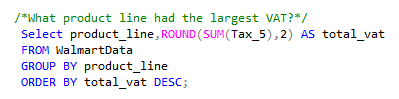 /*What product line had the largest VAT?*/
Select product_line,ROUND(SUM(Tax_5),2) AS total_vat
FROM WalmartData
GROUP BY product_line
ORDER BY total_vat DESC;